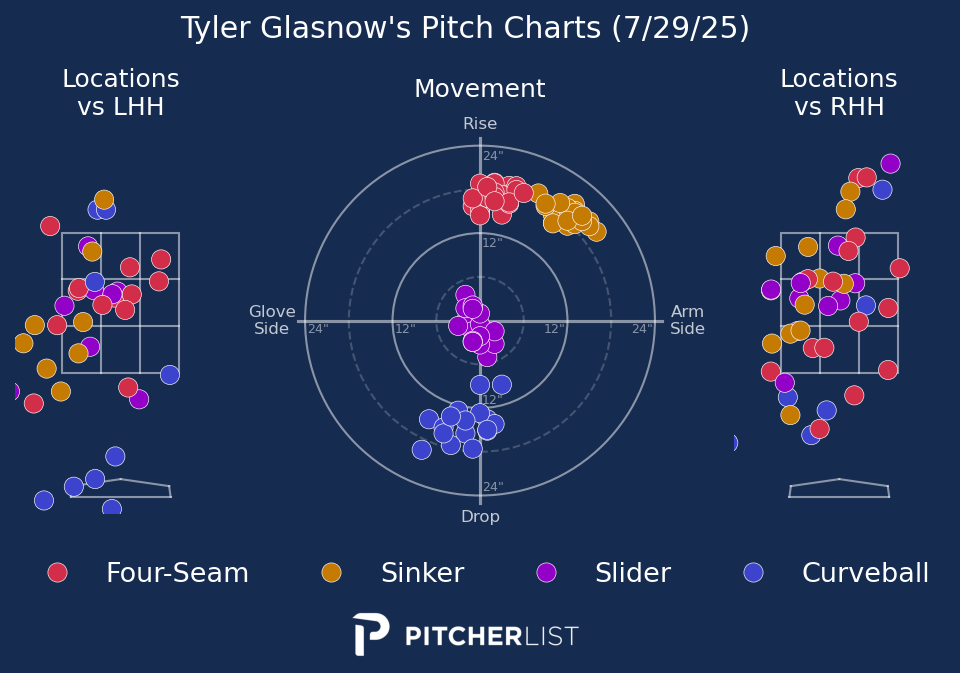 Tyler Glasnow's Pitch Charts (7/29/25)
Locations
vs LHH
Movement
Locations
vs RHH
Rise
24"
12"
Glove
Side
24"
12"
12"
24"
Arm
Side
12"
24"
Drop
Four-Seam
Sinker
Slider
Curveball
PITCHERLIST